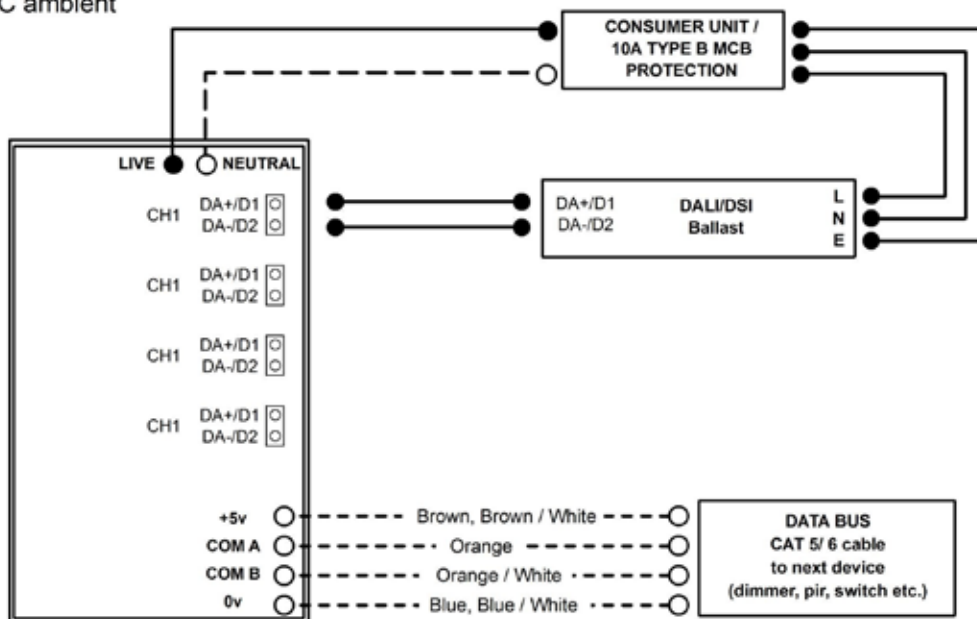 C ambient
CONSUMER UNIT /
10A TYPE B MCB
PROTECTION
LIVE NEUTRAL
CH1 DA+/D1
DA-/D2
CH1 DA+/D1
DA-/D2
CH1 DA+/D1
DA-/D2
CH1 DA+/D1
DA-/D2
DA+/D1
DA-/D2
DALI/DSI
Ballast
L
N
E
+5v Brown, Brown / White
COM A Orange
COM B Orange / White
0v Blue, Blue / White
DATA BUS
CAT 5/ 6 cable
to next device
(dimmer, pir, switch etc.)